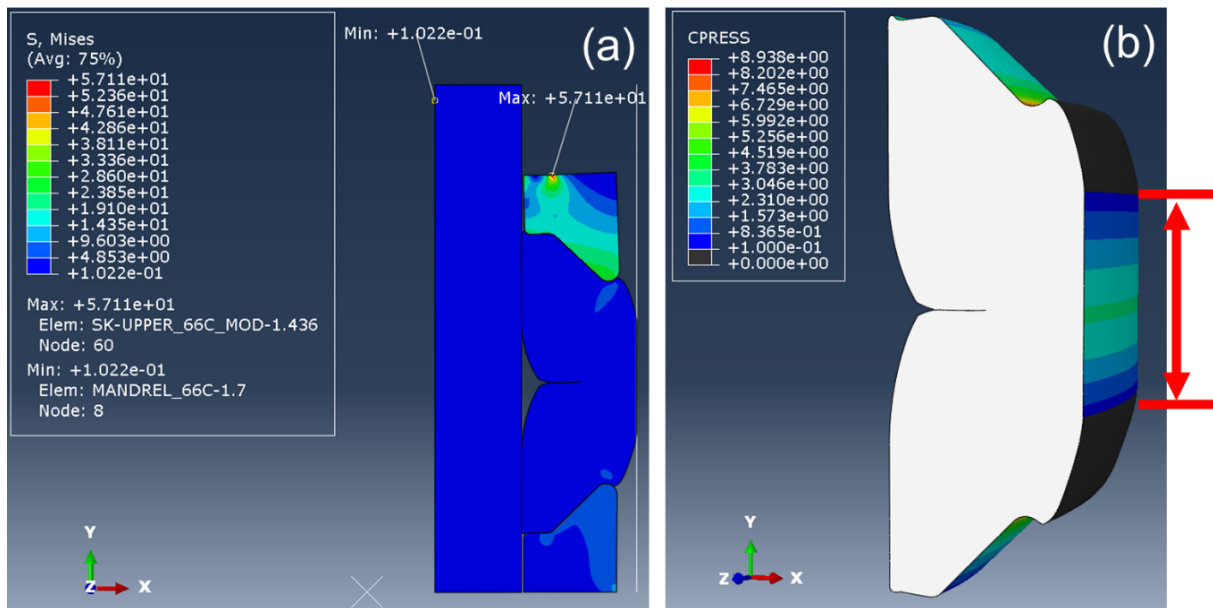 S, Mises
(Avg: 75%)
+5.711e+01
+5.236e+01
+4.761e+01
+4.286e+01
+3.811e+01
+3.336e+01
+2.860e+01
+2.385e+01
+1.910e+01
+1.435e+01
+9.603e+00
+4.853e+00
+1.022e-01
Max: +5.711e+01
Elem: SK-UPPER_66C_MOD-1.436
Node: 60
Min: +1.022e-01
Elem: MANDREL_66C-1.7
Node: 8
Min: +1.022e-01
(a)
Max: +5.711e+01
Y
Z
X
CPRESS
+8.938e+00
+8.202e+00
+7.465e+00
+6.729e+00
+5.992e+00
+5.256e+00
+4.519e+00
+3.783e+00
+3.046e+00
+2.310e+00
+1.573e+00
+8.365e-01
+1.000e-01
+0.000e+00
(b)
Y
Z
X